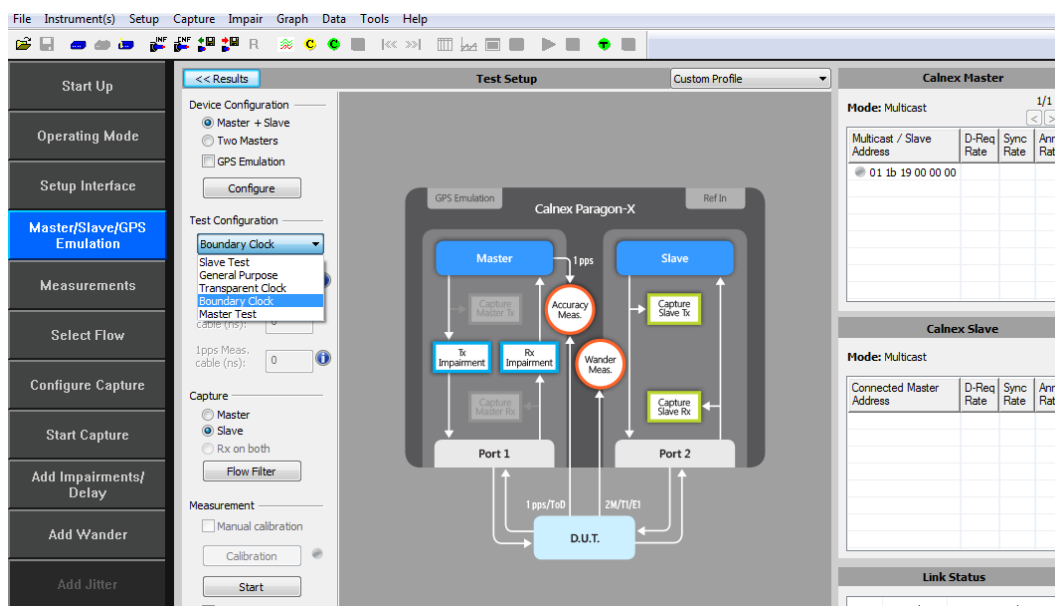 File Instrument(s) Setup Capture Impair Graph Data Tools Help
Start Up
Operating Mode
Setup Interface
Master/Slave/GPS
Emulation
Measurements
Select Flow
Configure Capture
Start Capture
Add Impairments/
Delay
Add Wander
Add Jitter
<< Results
Test Setup
Custom Profile
Device Configuration
Master + Slave
Two Masters
GPS Emulation
Configure
Test Configuration
Boundary Clock
Slave Test
General Purpose
Transparent Clock
Boundary Clock
Master Test
cable (ns):
0
1pps Meas.
cable (ns):
0
Capture
Master
Slave
Rx on both
Flow Filter
Measurement
Manual calibration
Calibration
Start
GPS Emulation
Calnex Paragon-X
Ref In
Master
1 pps
Slave
Capture
Master Tx
Accuracy
Meas.
Capture
Slave Tx
Tx
Impairment
Rx
Impairment
Wander
Meas.
Capture
Master Rx
Capture
Slave Rx
Port 1
Port 2
1 pps/ToD
2M/T1/E1
D.U.T.
Calnex Master
Mode: Multicast
1/1
< >
Multicast / Slave
Address
D-Req
Rate
Sync
Rate
Ann
Rat
01 1b 19 00 00 00
Calnex Slave
Mode: Multicast
Connected Master
Address
D-Req
Rate
Sync
Rate
Ann
Rat
Link Status